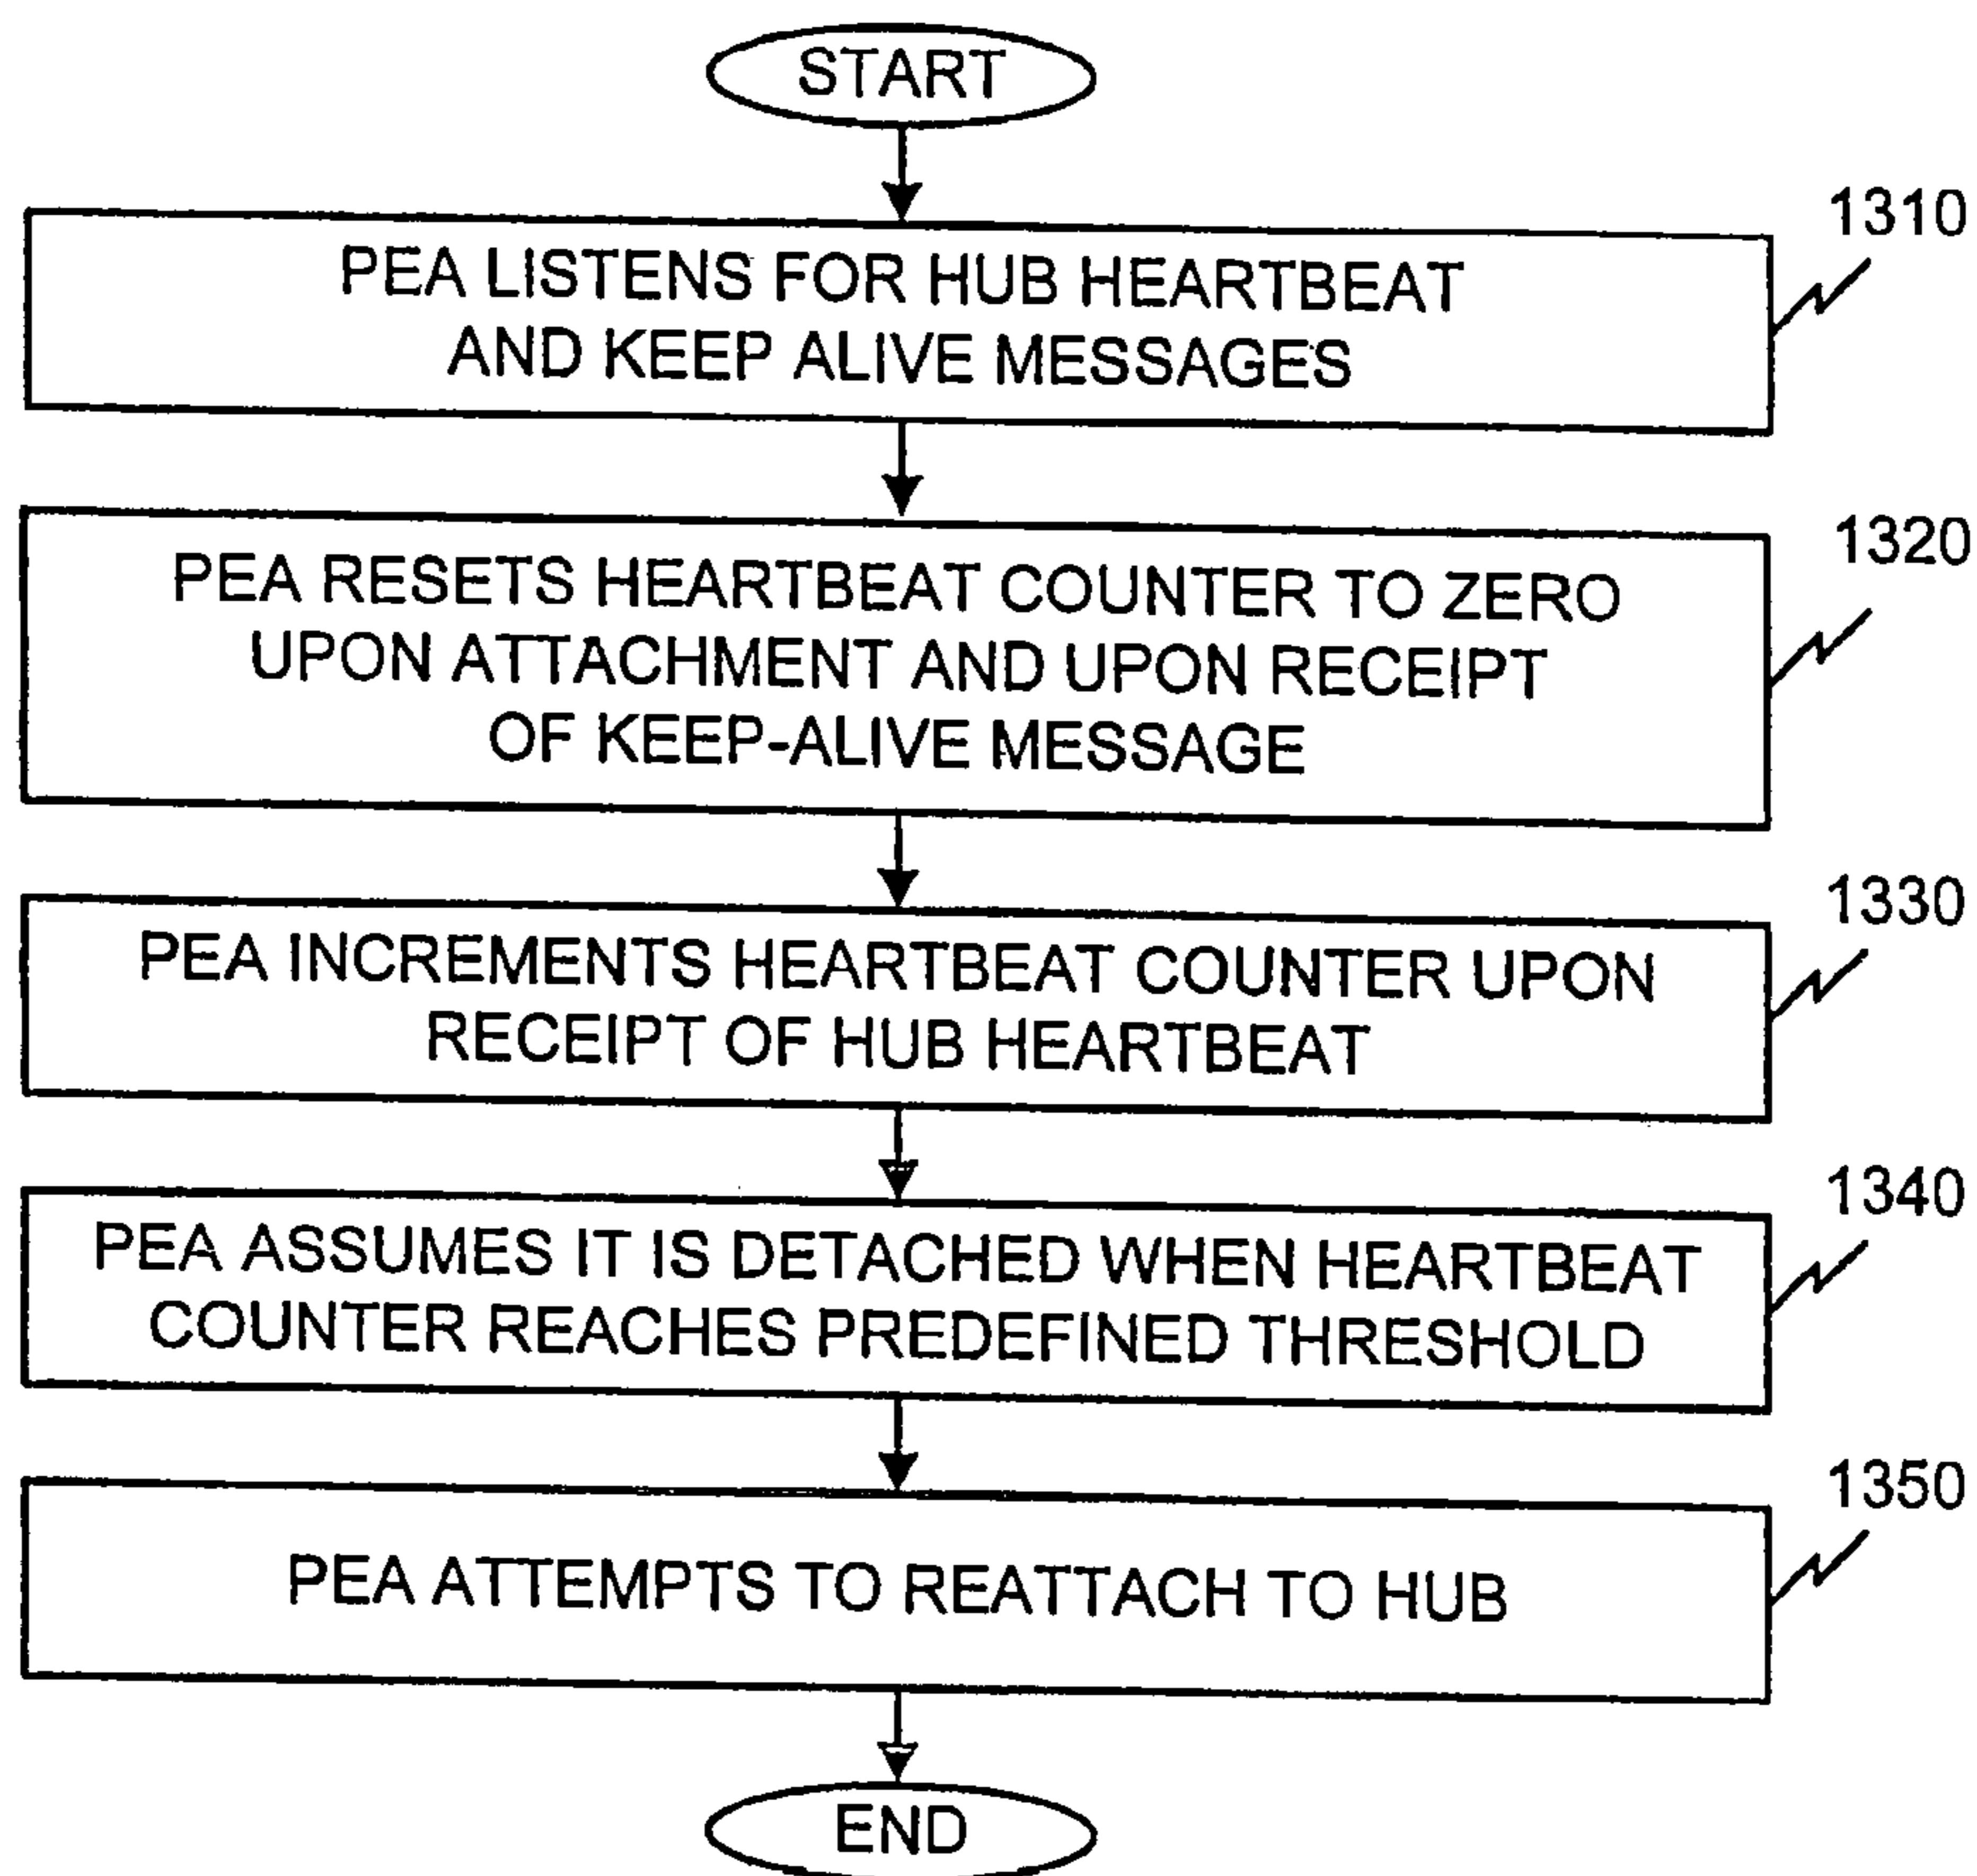 START
1310
PEA LISTENS FOR HUB HEARTBEAT
AND KEEP ALIVE MESSAGES
1320
PEA RESETS HEARTBEAT COUNTER TO ZERO
UPON ATTACHMENT AND UPON RECEIPT
OF KEEP-ALIVE MESSAGE
1330
PEA INCREMENTS HEARTBEAT COUNTER UPON
RECEIPT OF HUB HEARTBEAT
1340
PEA ASSUMES IT IS DETACHED WHEN HEARTBEAT
COUNTER REACHES PREDEFINED THRESHOLD
1350
PEA ATTEMPTS TO REATTACH TO HUB
END